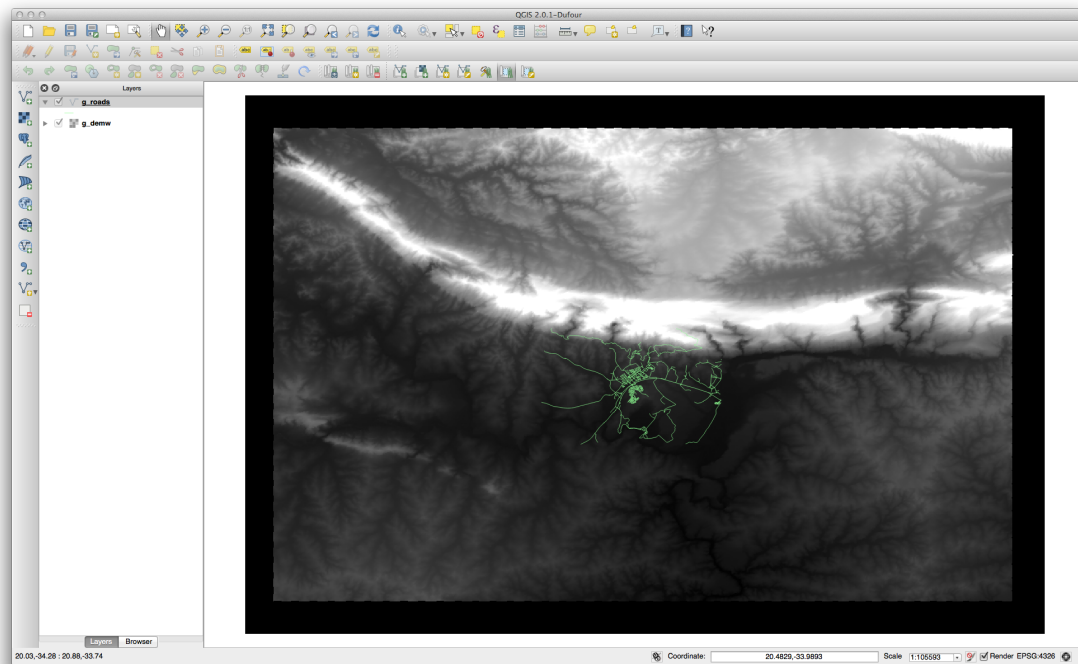 QGIS 2.0.1-Dufour
Layers
g_roads
g_demw
Layers
Browser
20.03,-34.28 : 20.88,-33.74
Coordinate:
20.4829,-33.9893
Scale
1:105593
Render
EPSG:4326